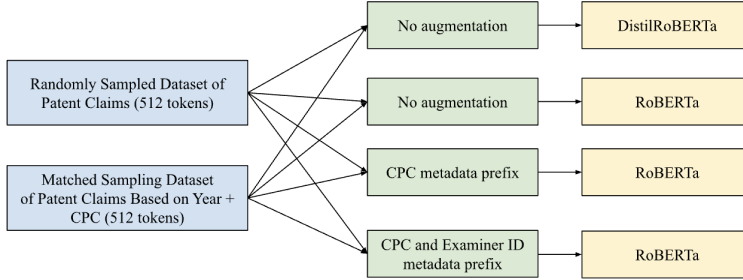 No augmentation
DistilRoBERTa
Randomly Sampled Dataset of
Patent Claims (512 tokens)
No augmentation
RoBERTa
Matched Sampling Dataset
of Patent Claims Based on Year +
CPC (512 tokens)
CPC metadata prefix
RoBERTa
CPC and Examiner ID
metadata prefix
RoBERTa